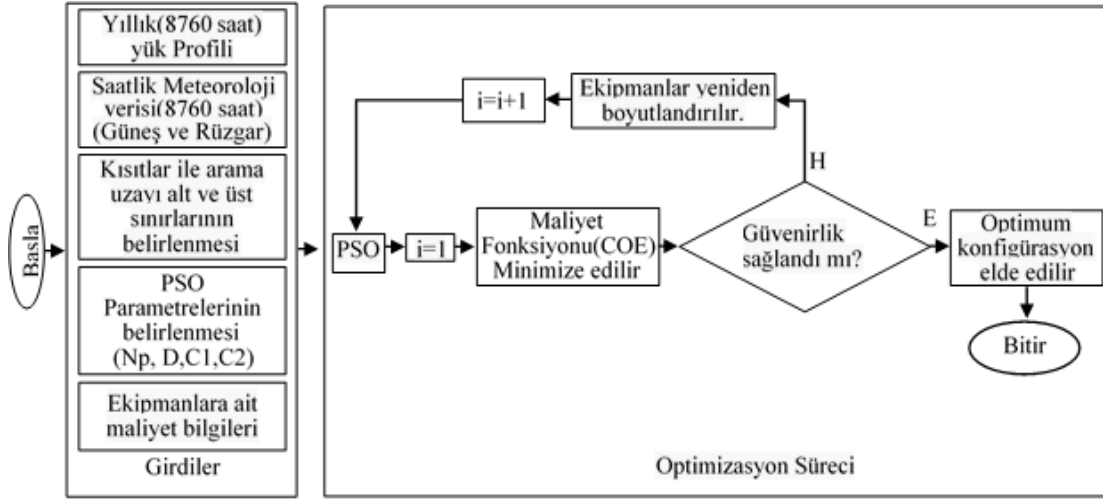 Başla
Yıllık(8760 saat)
yük Profili
Saatlik Meteoroloji
verisi(8760 saat)
(Güneş ve Rüzgar)
Kısıtlar ile arama
uzayı alt ve üst
sınırlarının
belirlenmesi
PSO
Parametrelerinin
belirlenmesi
(Np, D,C1,C2)
Ekipmanlara ait
maliyet bilgileri
Girdiler
i=i+1
Ekipmanlar yeniden
boyutlandırılır.
H
PSO
i=1
Maliyet
Fonksiyonu(COE)
Minimize edilir
Güvenirlik
sağlandı mı?
E
Optimum
konfigürasyon
elde edilir
Bitir
Optimizasyon Süreci